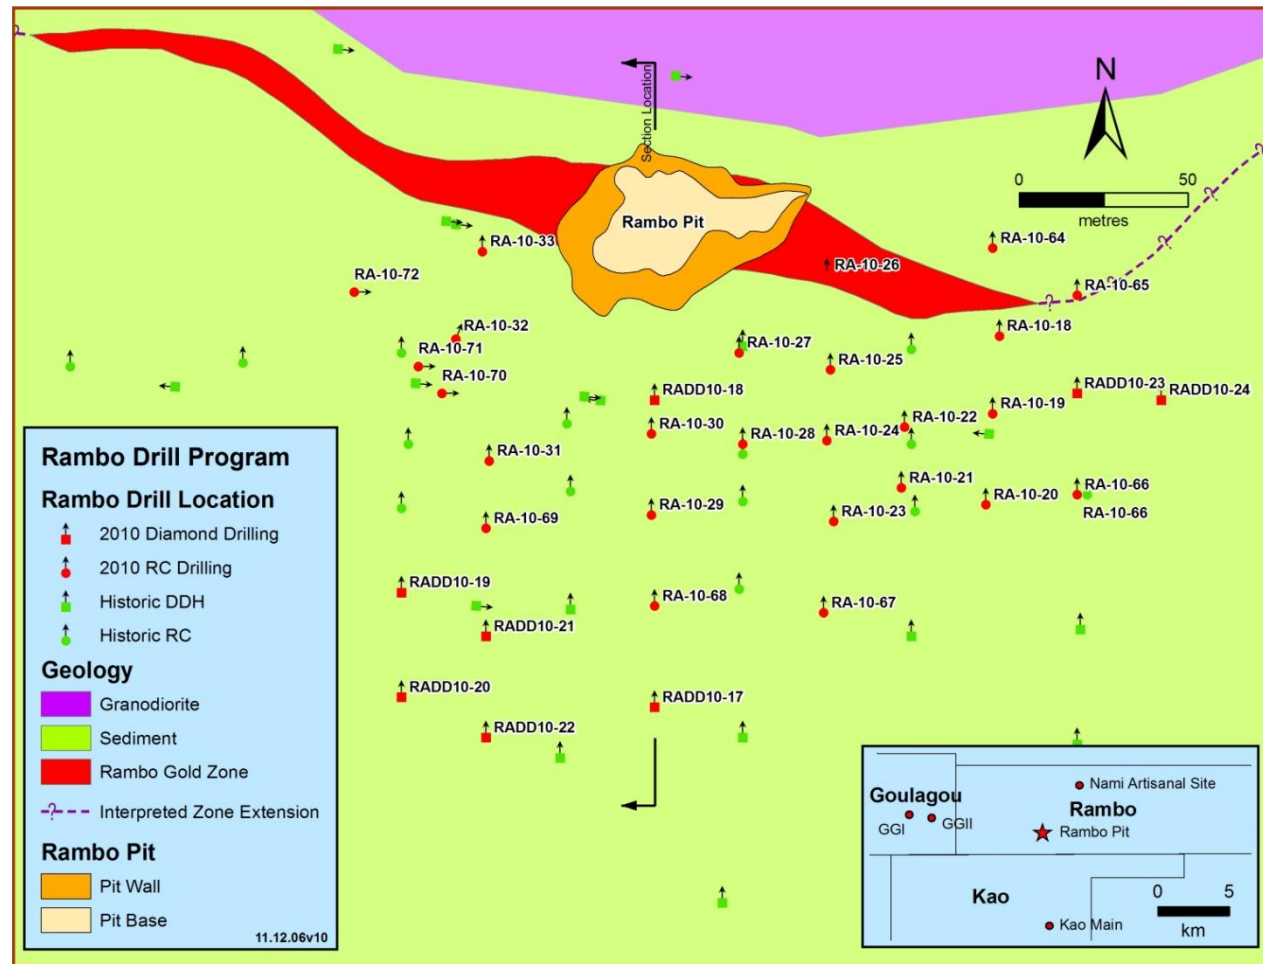 N
Section Location
0 50
metres
Rambo Pit
RA-10-33
RA-10-64
RA-10-26
RA-10-72
RA-10-65
RA-10-32
RA-10-18
RA-10-27
RA-10-71
RA-10-25
RA-10-70
RADD10-18
RADD10-23
RADD10-24
RA-10-19
RA-10-22
RA-10-30
RA-10-28
RA-10-24
RA-10-31
RA-10-21
RA-10-66
RA-10-20
RA-10-29
RA-10-23
RA-10-66
RA-10-69
RADD10-19
RA-10-68
RA-10-67
RADD10-21
RADD10-20
RADD10-17
RADD10-22
?
?
?
?
?
?
Rambo Drill Program
Rambo Drill Location
2010 Diamond Drilling
2010 RC Drilling
Historic DDH
Historic RC
Geology
Granodiorite
Sediment
Rambo Gold Zone
? Interpreted Zone Extension
Rambo Pit
Pit Wall
Pit Base
11.12.06v10
Nami Artisanal Site
Goulagou
Rambo
GGI
GGII
Rambo Pit
Kao
0 5
km
Kao Main